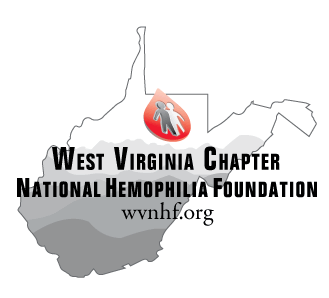 West Virginia Chapter
National Hemophilia Foundation
wvnhf.org